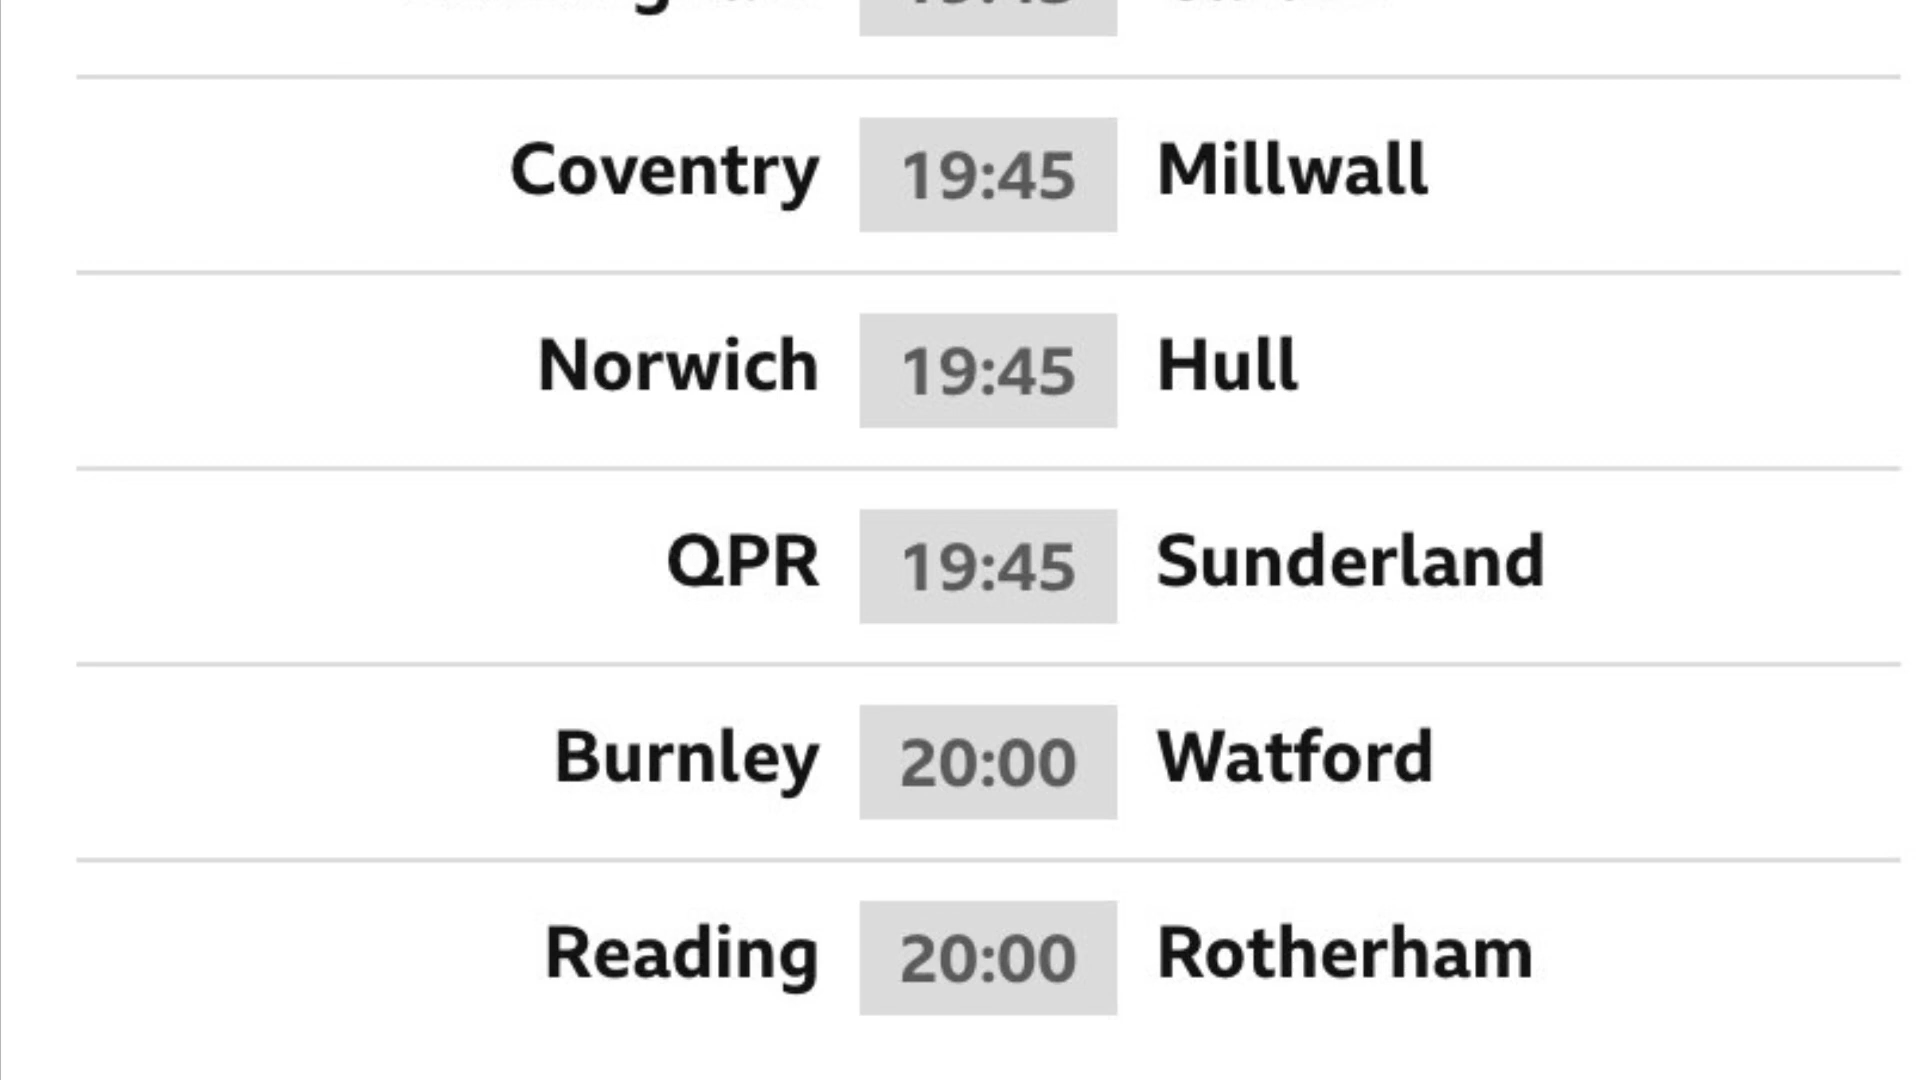 Coventry 19:45 Millwall
Norwich 19:45 Hull
QPR 19:45 Sunderland
Burnley 20:00 Watford
Reading 20:00 Rotherham